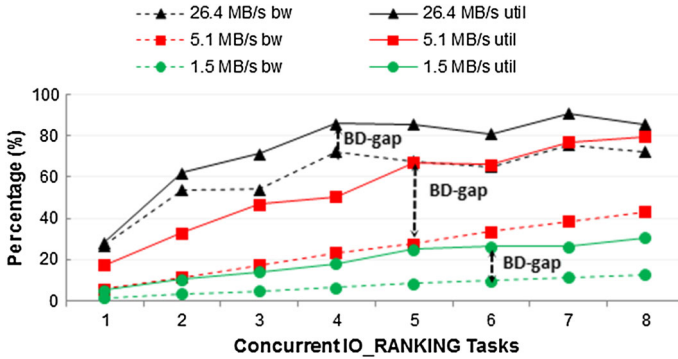 26.4 MB/s bw 26.4 MB/s util
5.1 MB/s bw 5.1 MB/s util
1.5 MB/s bw 1.5 MB/s util
100
80
60
40
20
0
Percentage (%)
BD-gap
BD-gap
BD-gap
1 2 3 4 5 6 7 8
Concurrent IO_RANKING Tasks